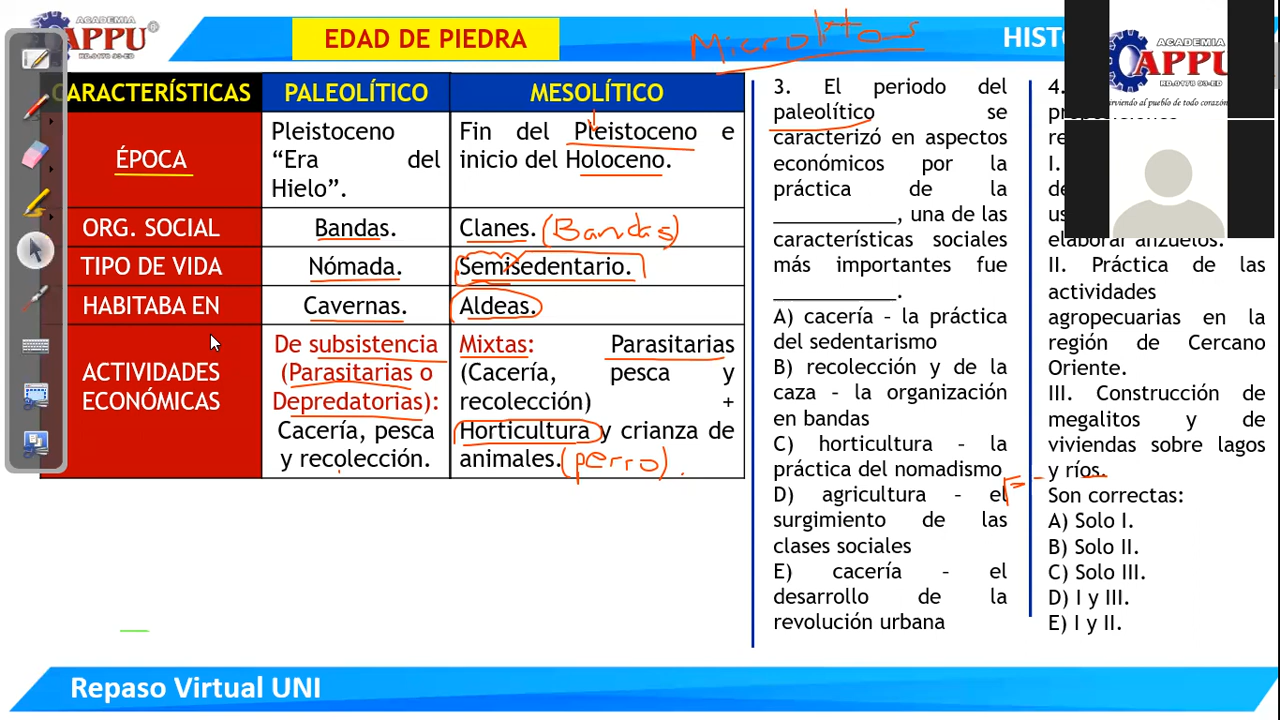 ACADEMIA
APPU
RD.0178 93-ED
EDAD DE PIEDRA
Microlitos
HIST
ACADEMIA
APPU
RD.0178 93-ED
sirviendo al pueblo de todo corazón
CARACTERÍSTICAS PALEOLÍTICO MESOLÍTICO
ÉPOCA
Pleistoceno
“Era del
Hielo”.
Fin del Pleistoceno e
inicio del Holoceno.
ORG. SOCIAL Bandas. Clanes. (Bandas)
TIPO DE VIDA Nómada. Semisedentario.
HABITABA EN Cavernas. Aldeas.
ACTIVIDADES
ECONÓMICAS
De subsistencia
(Parasitarias o
Depredatorias):
Cacería, pesca
y recolección.
Mixtas: Parasitarias
(Cacería, pesca y
recolección) +
Horticultura y crianza de
animales. (perro).
3. El periodo del
paleolítico se
caracterizó en aspectos
económicos por la
práctica de la
____________, una de las
características sociales
más importantes fue
____________.
A) cacería – la práctica
del sedentarismo
B) recolección y de la
caza – la organización
en bandas
C) horticultura – la
práctica del nomadismo
D) agricultura – el
surgimiento de las
clases sociales
E) cacería – el
desarrollo de la
revolución urbana
4.
I.
elaborar anzuelos.
II. Práctica de las
actividades
agropecuarias en la
región de Cercano
Oriente.
III. Construcción de
megalitos y de
viviendas sobre lagos
y ríos.
Son correctas:
A) Solo I.
B) Solo II.
C) Solo III.
D) I y III.
E) I y II.
Repaso Virtual UNI